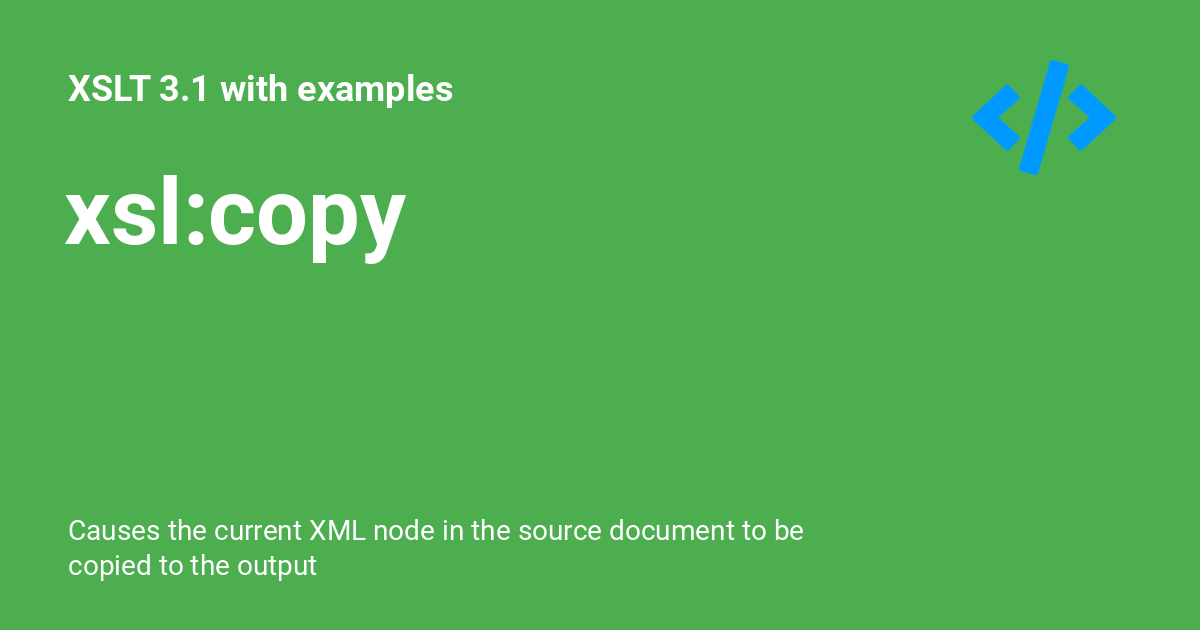 XSLT 3.1 with examples
xsl:copy
Causes the current XML node in the source document to be
copied to the output